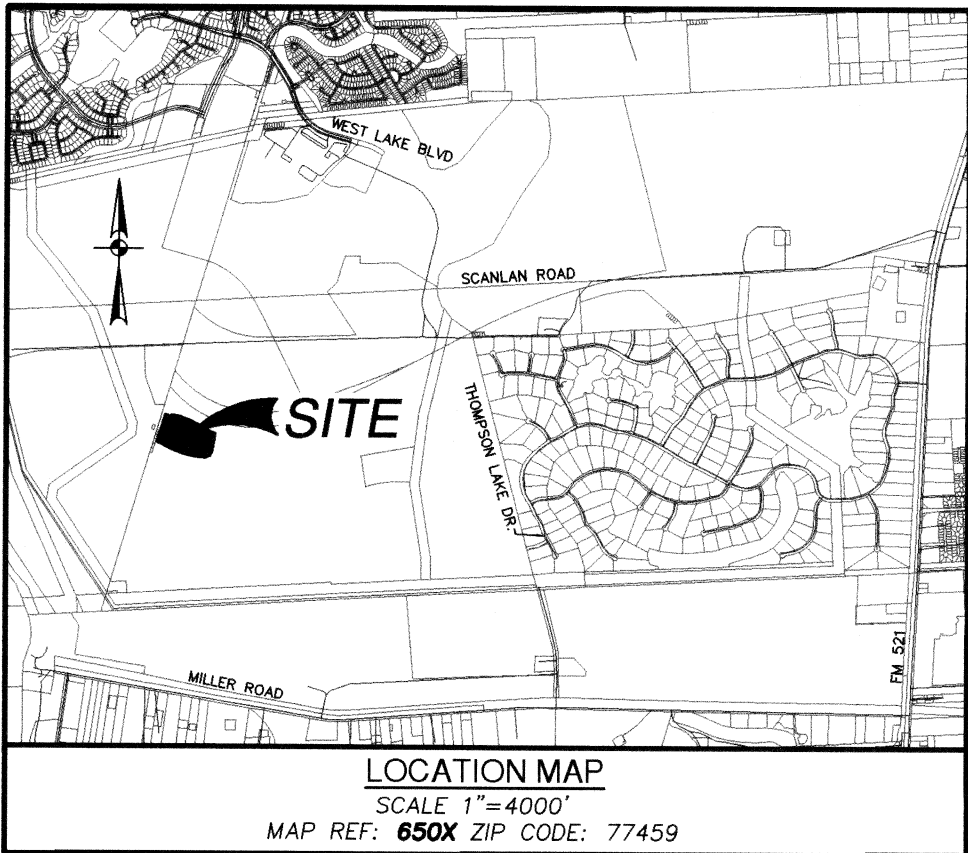 WEST LAKE BLVD
SCANLAN ROAD
SITE
THOMPSON LAKE DR.
FM 521
MILLER ROAD
LOCATION MAP
SCALE 1"=4000'
MAP REF: 650X ZIP CODE: 77459